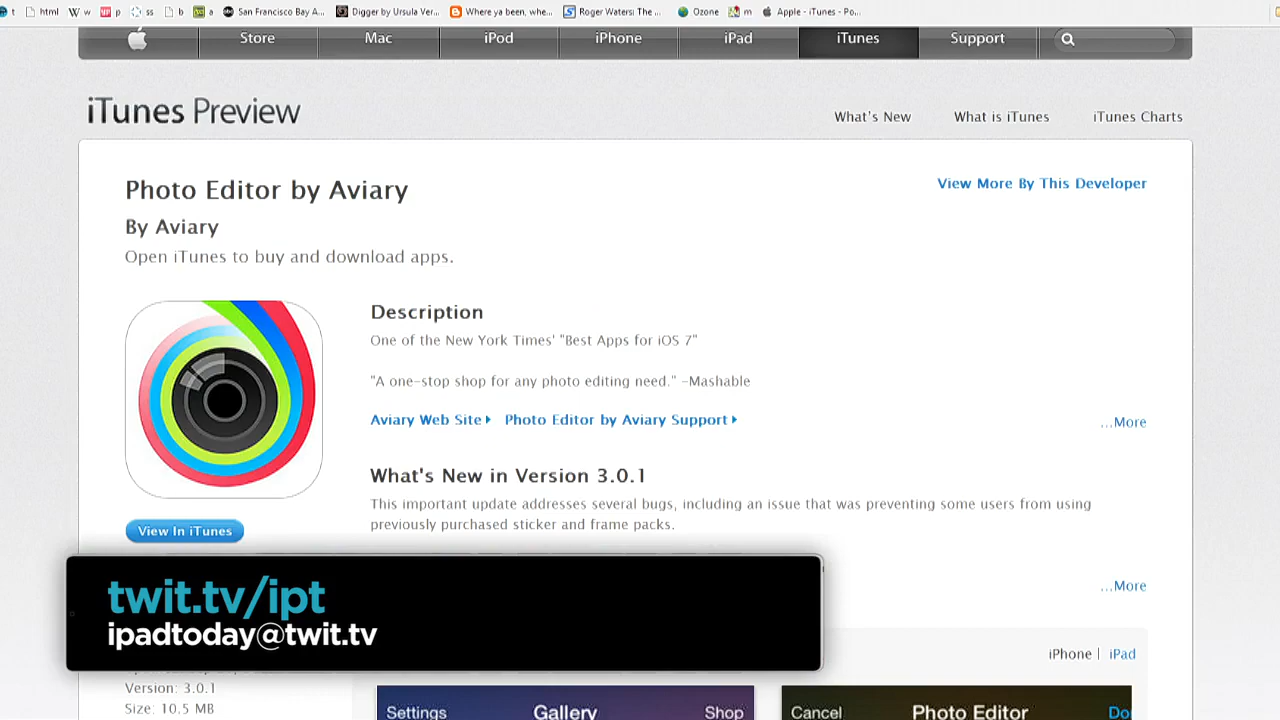 t html W w p ss b a San Francisco Bay A... Digger by Ursula Ver... Where ya been, whe... Roger Waters: The ... Ozone m Apple - iTunes - Po...
Store Mac iPod iPhone iPad iTunes Support
iTunes Preview
What's New What is iTunes iTunes Charts
Photo Editor by Aviary
View More By This Developer
By Aviary
Open iTunes to buy and download apps.
Description
One of the New York Times' "Best Apps for iOS 7"
"A one-stop shop for any photo editing need." –Mashable
Aviary Web Site Photo Editor by Aviary Support
...More
What's New in Version 3.0.1
This important update addresses several bugs, including an issue that was preventing some users from using
previously purchased sticker and frame packs.
View In iTunes
...More
twit.tv/ipt
ipadtoday@twit.tv
iPhone | iPad
Version: 3.0.1
Size: 10.5 MB
Settings Gallery Shop
Cancel Photo Editor Do